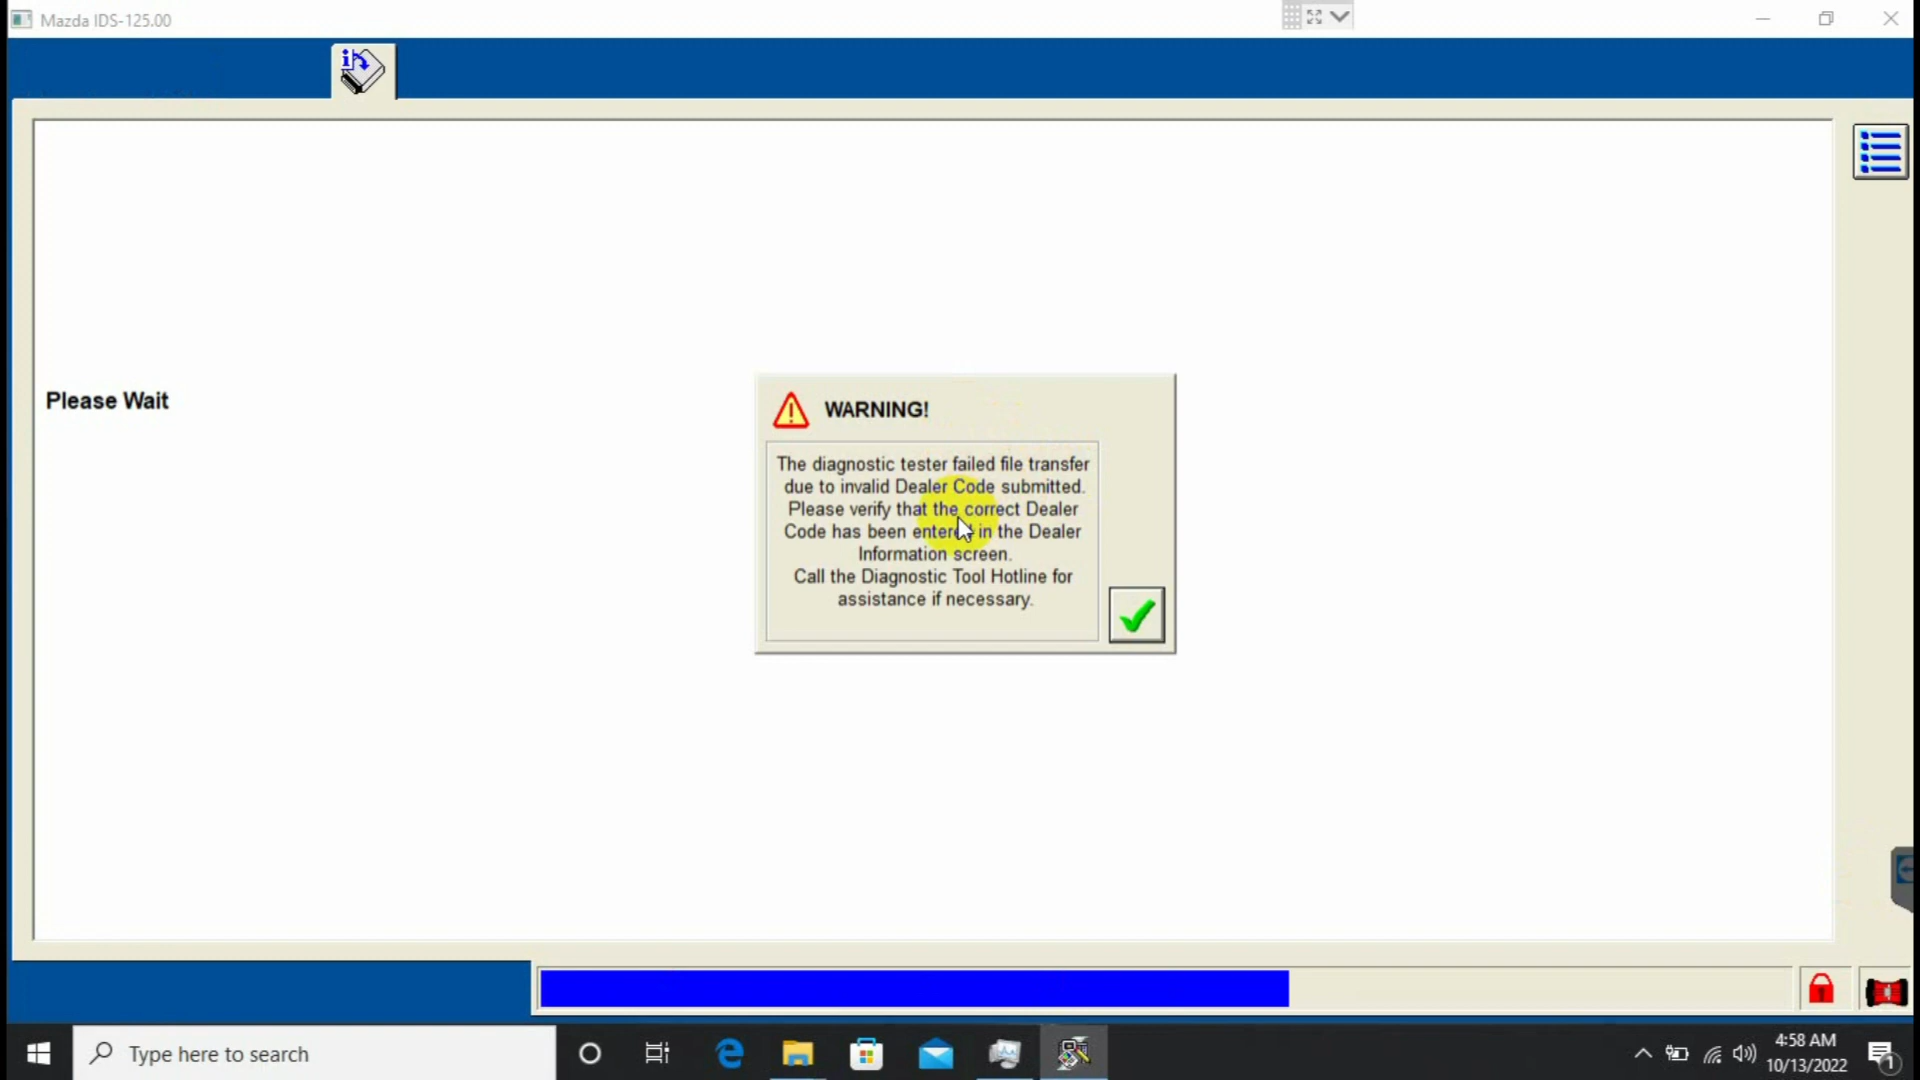 Mazda IDS-125.00
Please Wait
WARNING!
The diagnostic tester failed file transfer
due to invalid Dealer Code submitted.
Please verify that the correct Dealer
Code has been entered in the Dealer
Information screen.
Call the Diagnostic Tool Hotline for
assistance if necessary.
Type here to search
4:58 AM
10/13/2022
1